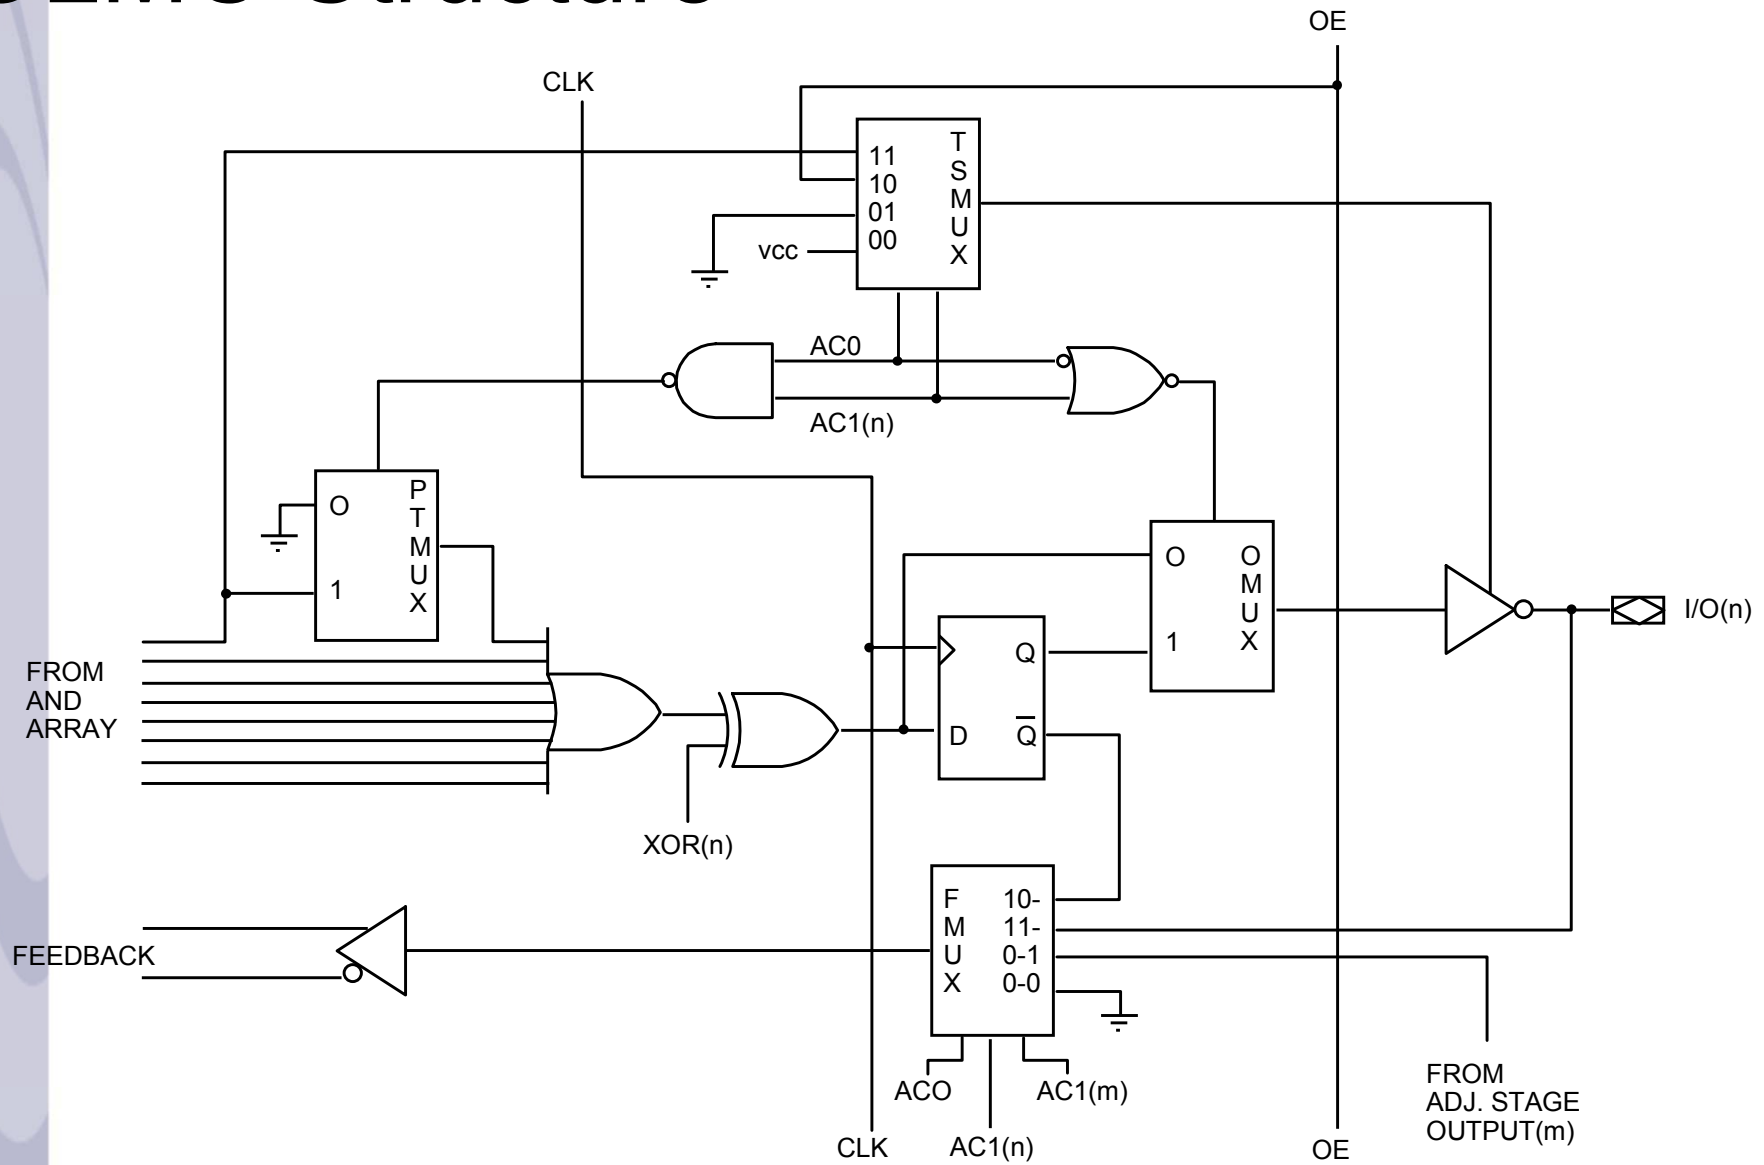 Structure
OE
CLK
11
10
01
00
T
S
M
U
X
vcc
AC0
AC1(n)
O
1
P
T
M
U
X
O
1
O
M
U
X
I/O(n)
FROM
AND
ARRAY
Q
D
Q
XOR(n)
F
M
U
X
10-
11-
0-1
0-0
FEEDBACK
ACO
AC1(m)
AC1(n)
CLK
OE
FROM
ADJ. STAGE
OUTPUT(m)